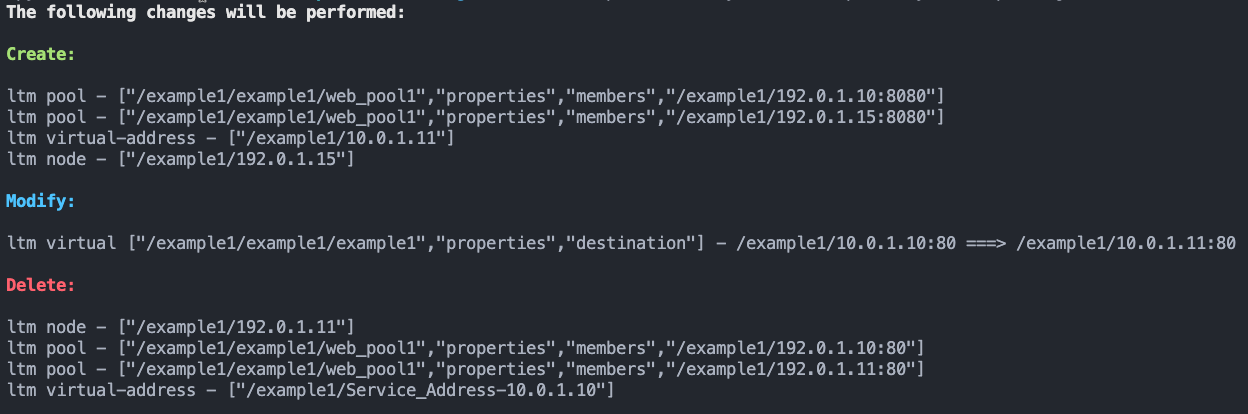 The following changes will be performed:
Create:
ltm pool - ["/example1/example1/web_pool1","properties","members","/example1/192.0.1.10:8080"]
ltm pool - ["/example1/example1/web_pool1","properties","members","/example1/192.0.1.15:8080"]
ltm virtual-address - ["/example1/10.0.1.11"]
ltm node - ["/example1/192.0.1.15"]
Modify:
ltm virtual ["/example1/example1/example1","properties","destination"] - /example1/10.0.1.10:80 ===> /example1/10.0.1.11:80
Delete:
ltm node - ["/example1/192.0.1.11"]
ltm pool - ["/example1/example1/web_pool1","properties","members","/example1/192.0.1.10:80"]
ltm pool - ["/example1/example1/web_pool1","properties","members","/example1/192.0.1.11:80"]
ltm virtual-address - ["/example1/Service_Address-10.0.1.10"]